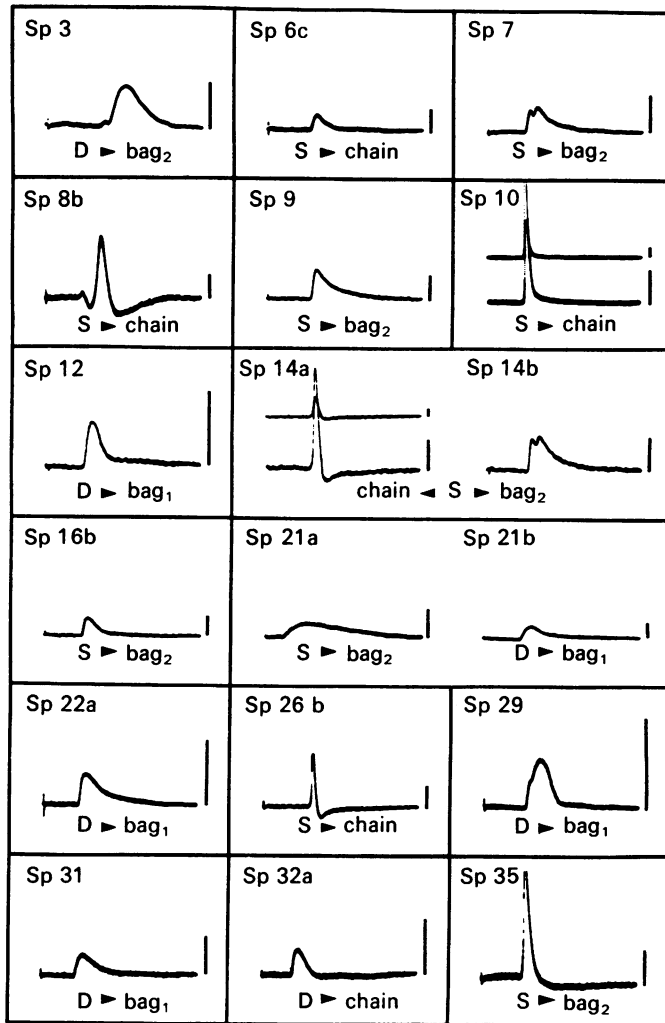 Sp 3
D ► bag₂
Sp 6c
S ► chain
Sp 7
S ► bag₂
Sp 8b
S ► chain
Sp 9
S ► bag₂
Sp 10
S ► chain
Sp 12
D ► bag₁
Sp 14a
Sp 14b
chain ◄ S ► bag₂
Sp 16b
S ► bag₂
Sp 21a
S ► bag₂
Sp 21b
D ► bag₁
Sp 22a
D ► bag₁
Sp 26 b
S ► chain
Sp 29
D ► bag₁
Sp 31
D ► bag₁
Sp 32a
D ► chain
Sp 35
S ► bag₂